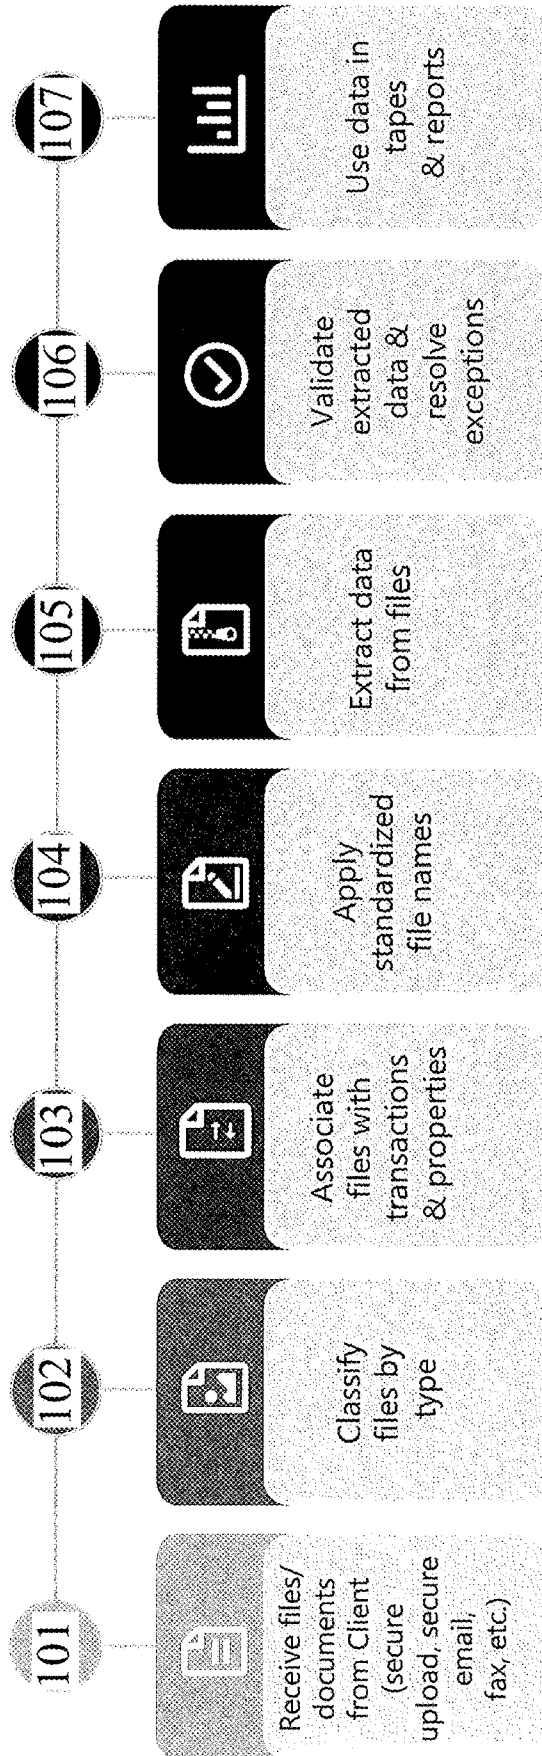 101
Receive files/
documents
from Client
(secure
upload, secure
email,
fax, etc.)
102
Classify
files by
type
103
Associate
files with
transactions
& properties
104
Apply
standardized
file names
105
Extract data
from files
106
Validate
extracted
data &
resolve
exceptions
107
Use data in
tapes
& reports